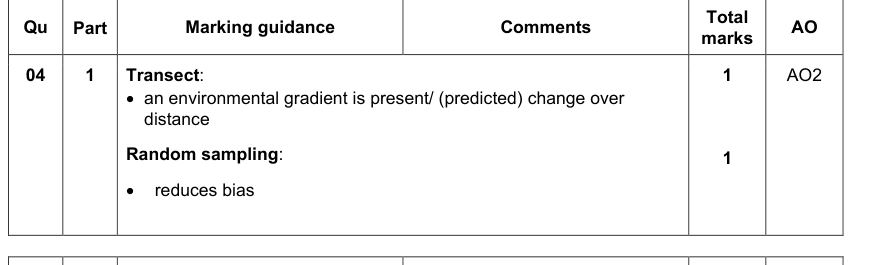 Qu Part Marking guidance Comments Total marks AO
04 1 Transect: 1 AO2
• an environmental gradient is present/ (predicted) change over
distance
Random sampling: 1
• reduces bias